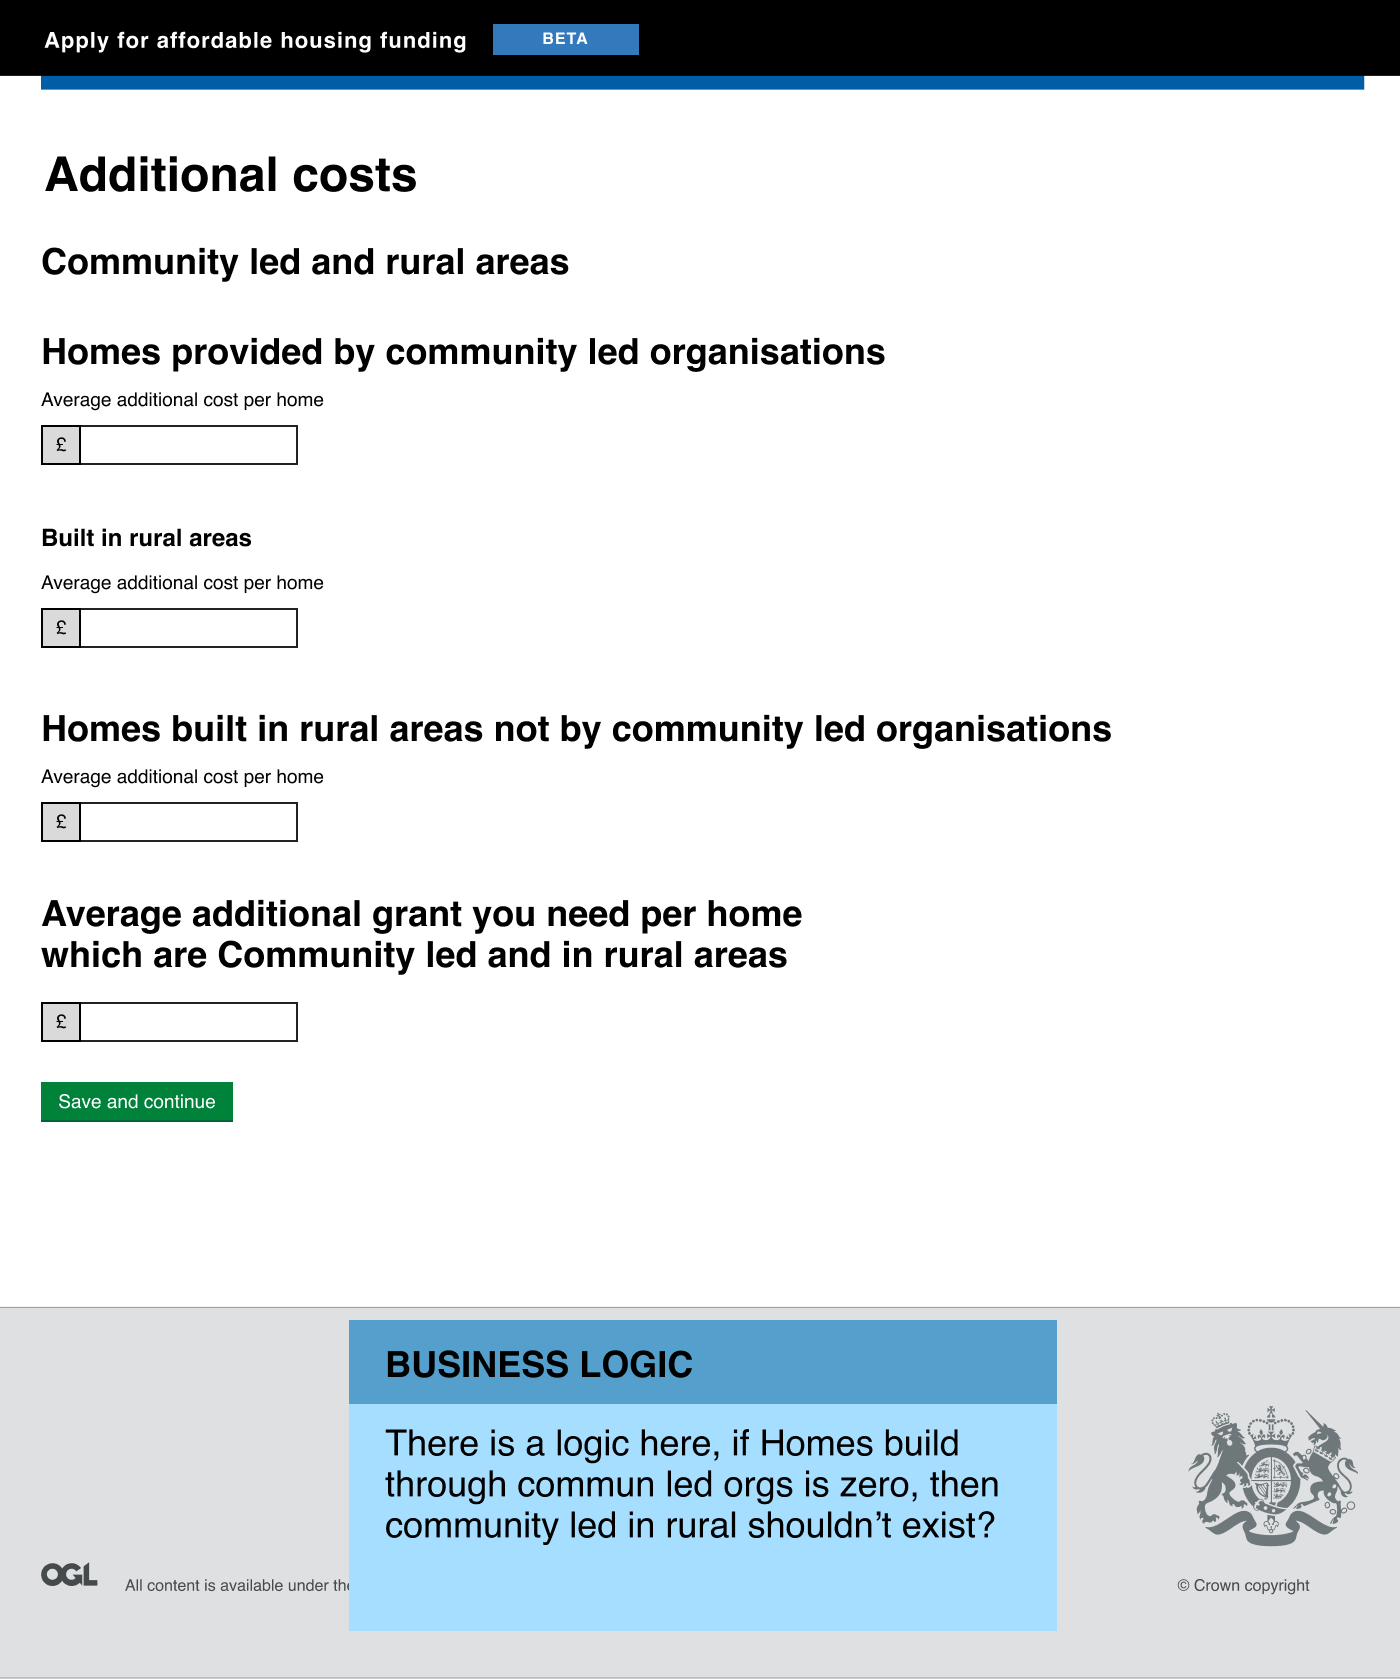 Apply for affordable housing funding
BETA
Additional costs
Community led and rural areas
Homes provided by community led organisations
Average additional cost per home
£
Built in rural areas
Average additional cost per home
£
Homes built in rural areas not by community led organisations
Average additional cost per home
£
Average additional grant you need per home
which are Community led and in rural areas
£
Save and continue
BUSINESS LOGIC
There is a logic here, if Homes build
through commun led orgs is zero, then
community led in rural shouldn’t exist?
OGL
All content is available under the
© Crown copyright